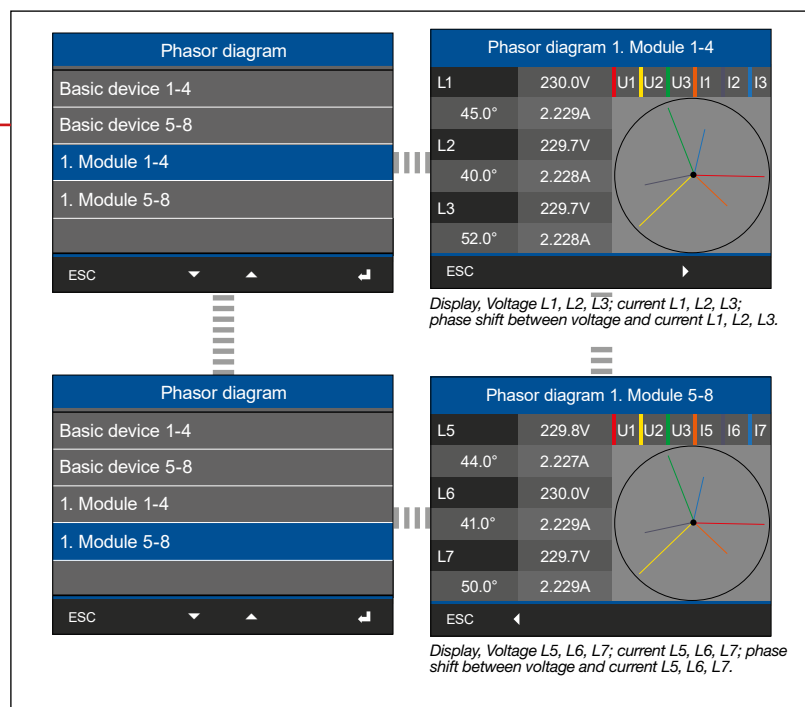 Phasor diagram
Basic device 1-4
Basic device 5-8
1. Module 1-4
1. Module 5-8
ESC
Phasor diagram 1. Module 1-4
L1 230.0V U1 U2 U3 I1 I2 I3
45.0° 2.229A
L2 229.7V
40.0° 2.228A
L3 229.7V
52.0° 2.228A
ESC
Display, Voltage L1, L2, L3; current L1, L2, L3;
phase shift between voltage and current L1, L2, L3.
Phasor diagram
Basic device 1-4
Basic device 5-8
1. Module 1-4
1. Module 5-8
ESC
Phasor diagram 1. Module 5-8
L5 229.8V U1 U2 U3 I5 I6 I7
44.0° 2.227A
L6 230.0V
41.0° 2.229A
L7 229.7V
50.0° 2.229A
ESC
Display, Voltage L5, L6, L7; current L5, L6, L7; phase
shift between voltage and current L5, L6, L7.